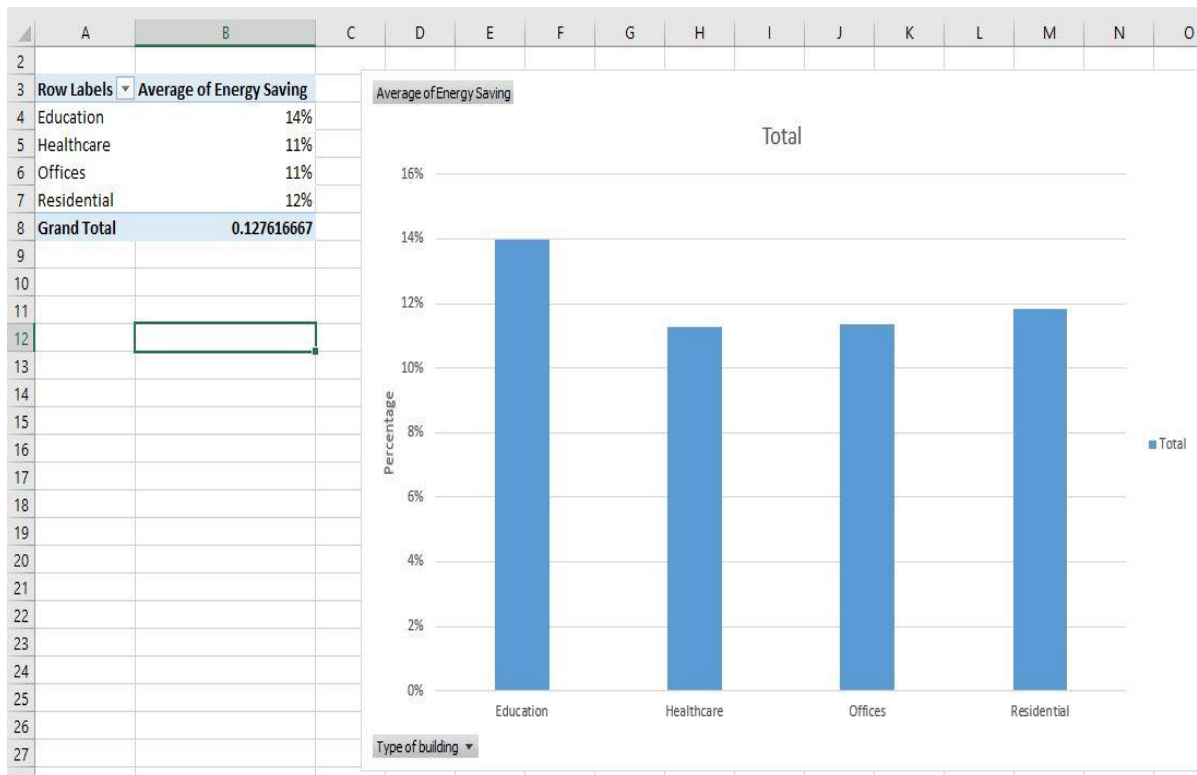 A B C D E F G H I J K L M N O
2
3 Row Labels Average of Energy Saving
4 Education 14%
5 Healthcare 11%
6 Offices 11%
7 Residential 12%
8 Grand Total 0.127616667
9
10
11
12
13
14
15
16
17
18
19
20
21
22
23
24
25
26
27
Average of Energy Saving
Total
16%
14%
12%
10%
8%
6%
4%
2%
0%
Percentage
Education Healthcare Offices Residential
Total
Type of building